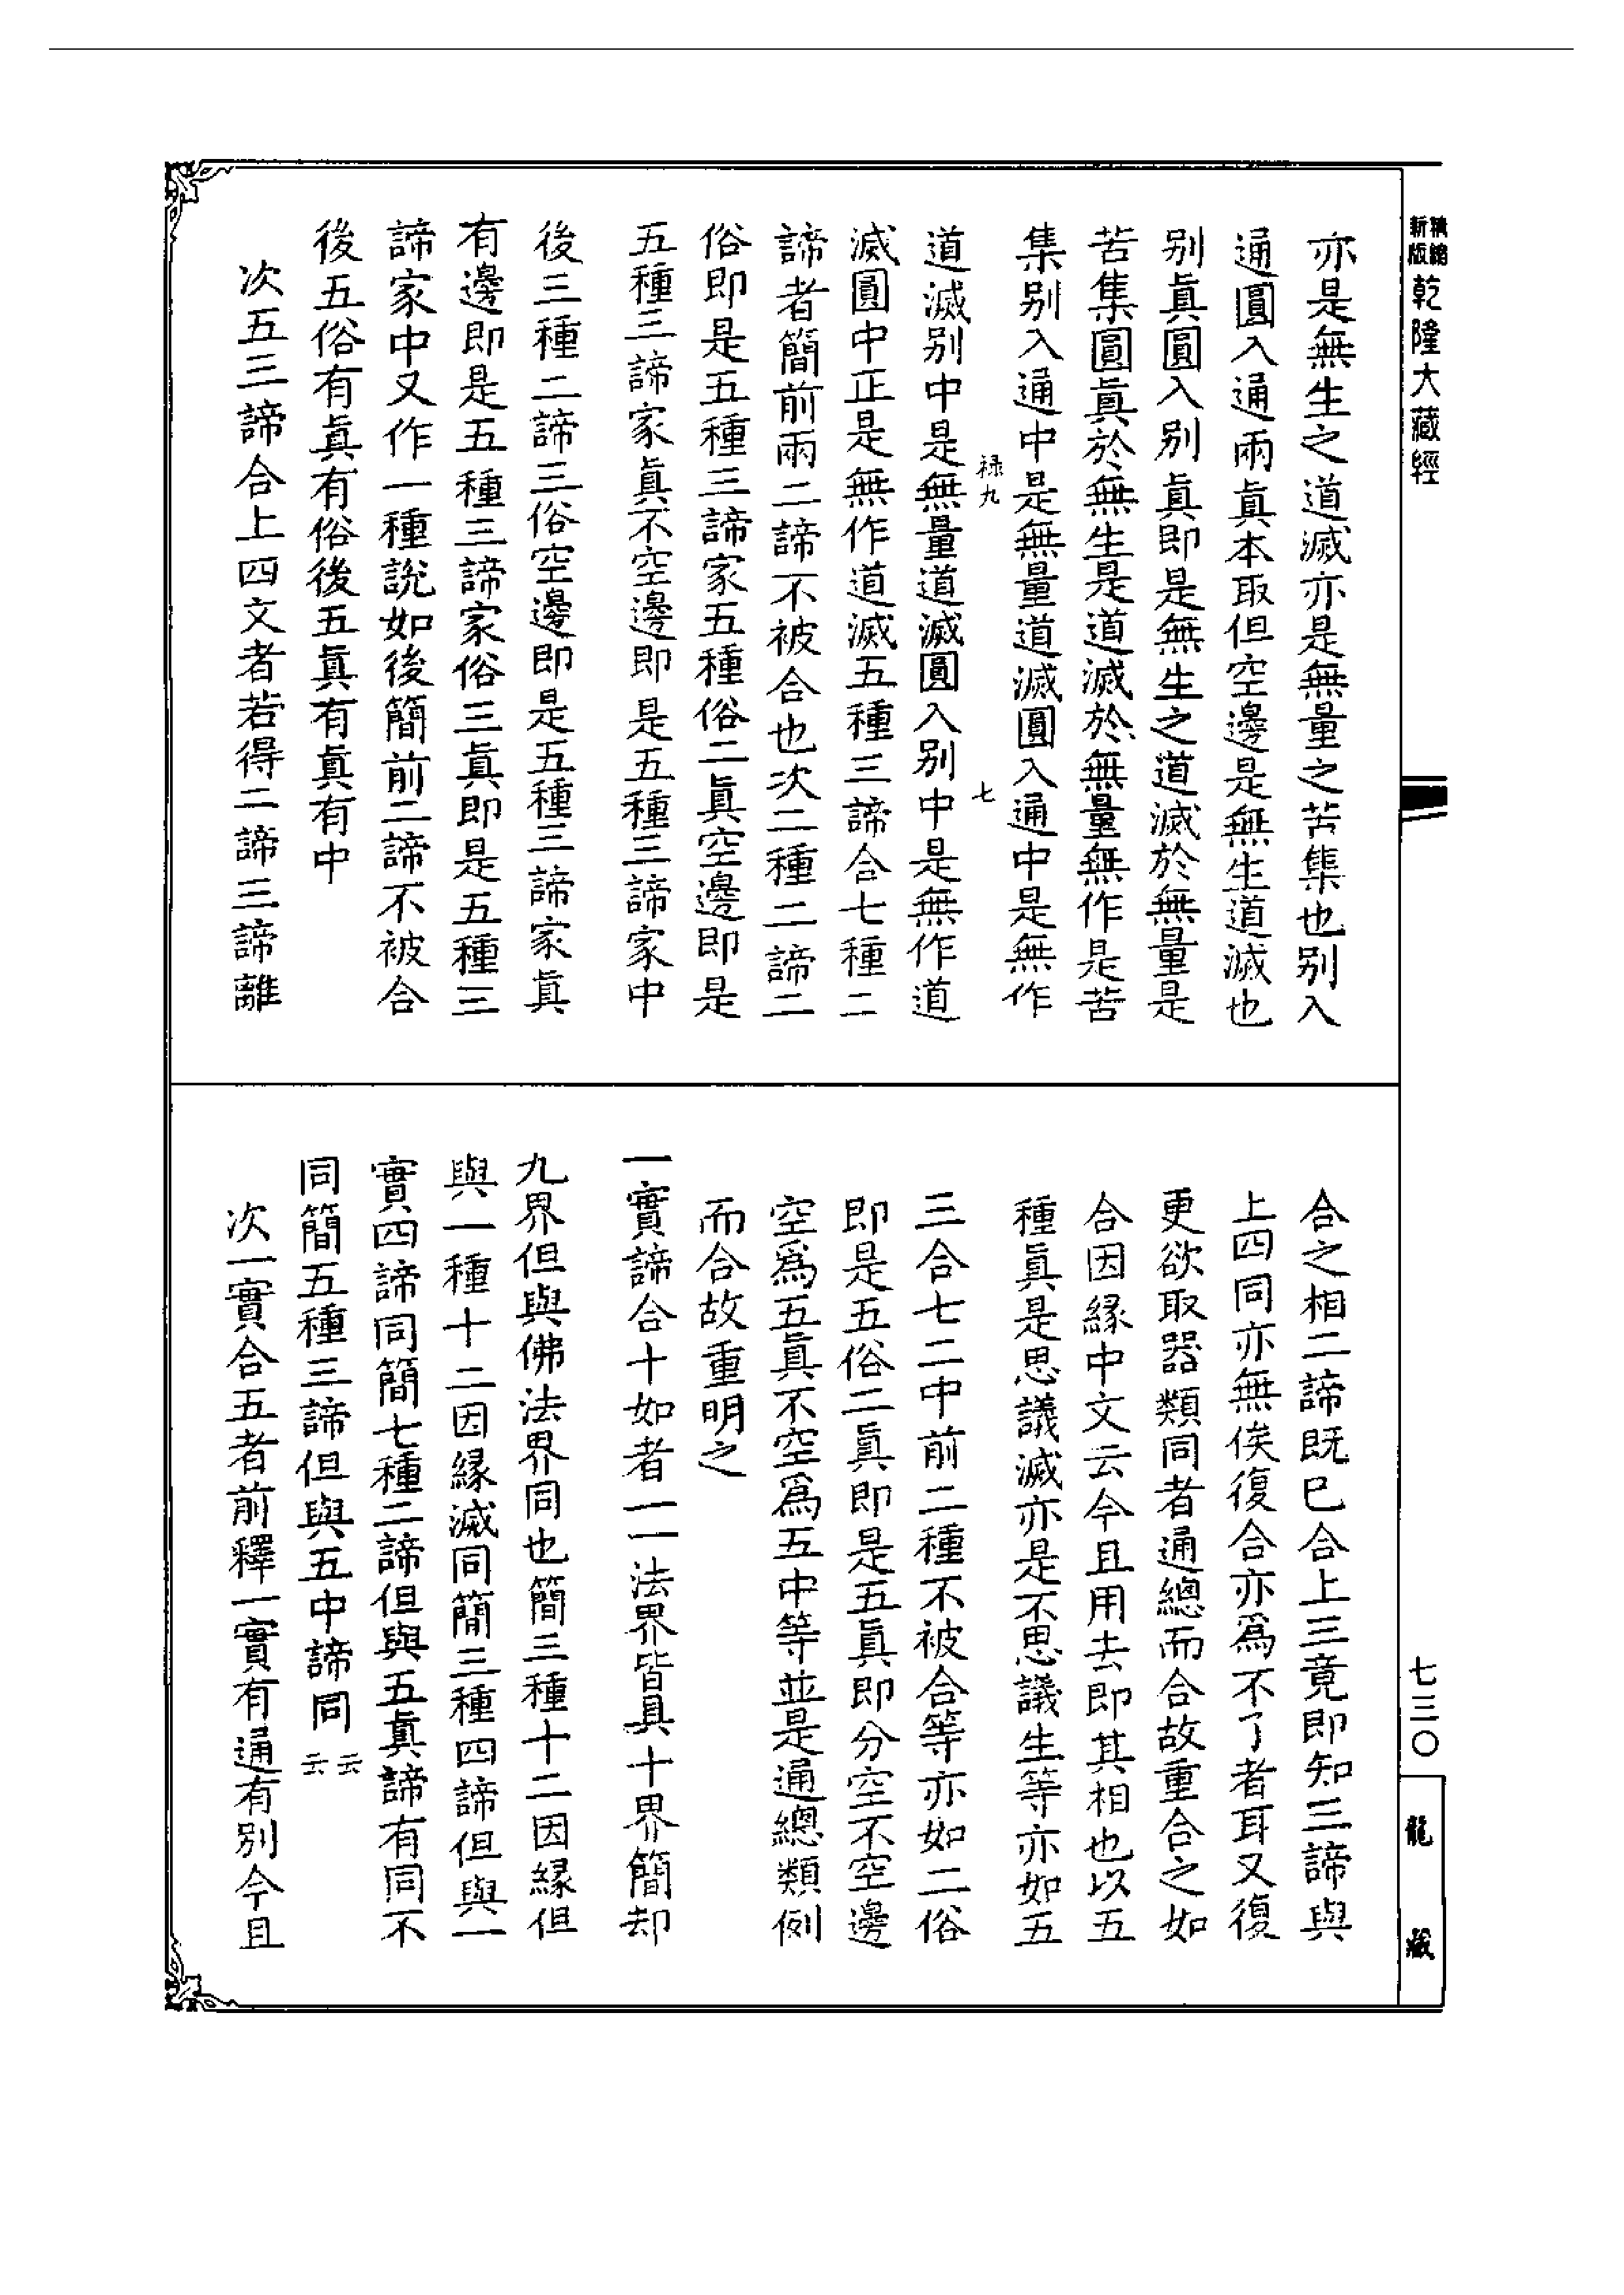 新版精縮乾隆大藏經
亦是無生之道滅亦是無量之苦集也别入
通圓入通兩眞本取但空邊是無生道滅也
别眞圓入别眞即是無生之道滅於無量是
苦集圓眞於無生是道滅於無量無作是苦
集别入通中是無量道滅圓入通中是無作
禄九 七
道滅别中是無量道滅圓入别中是無作道
滅圓中正是無作道滅五種三諦合七種二
諦者簡前兩二諦不被合也次二種二諦二
俗即是五種三諦家五種俗二眞空邊即是
五種三諦家眞不空邊即是五種三諦家中
後三種二諦三俗空邊即是五種三諦家眞
有邊即是五種三諦家俗三眞即是五種三
諦家中又作一種說如後簡前二諦不被合
後五俗有眞有俗後五眞有眞有中
次五三諦合上四文者若得二諦三諦離
合之相二諦既巳合上三竟即知三諦與
上四同亦無俟復合亦爲不了者耳又復
更欲取器類同者通總而合故重合之如
合因緣中文云今且用去即其相也以五
種眞是思議滅亦是不思議生等亦如五
三合七二中前二種不被合等亦如二俗
即是五俗二眞即是五眞即分空不空邊
空爲五眞不空爲五中等並是通總類例
而合故重明之
一實諦合十如者一一法界皆具十界簡却
九界但與佛法界同也簡三種十二因緣但
與一種十二因緣滅同簡三種四諦但與一
實四諦同簡七種二諦但與五眞諦有同不
同簡五種三諦但與五中諦同云云
次一實合五者前釋一實有通有别今且
七三〇
龍藏